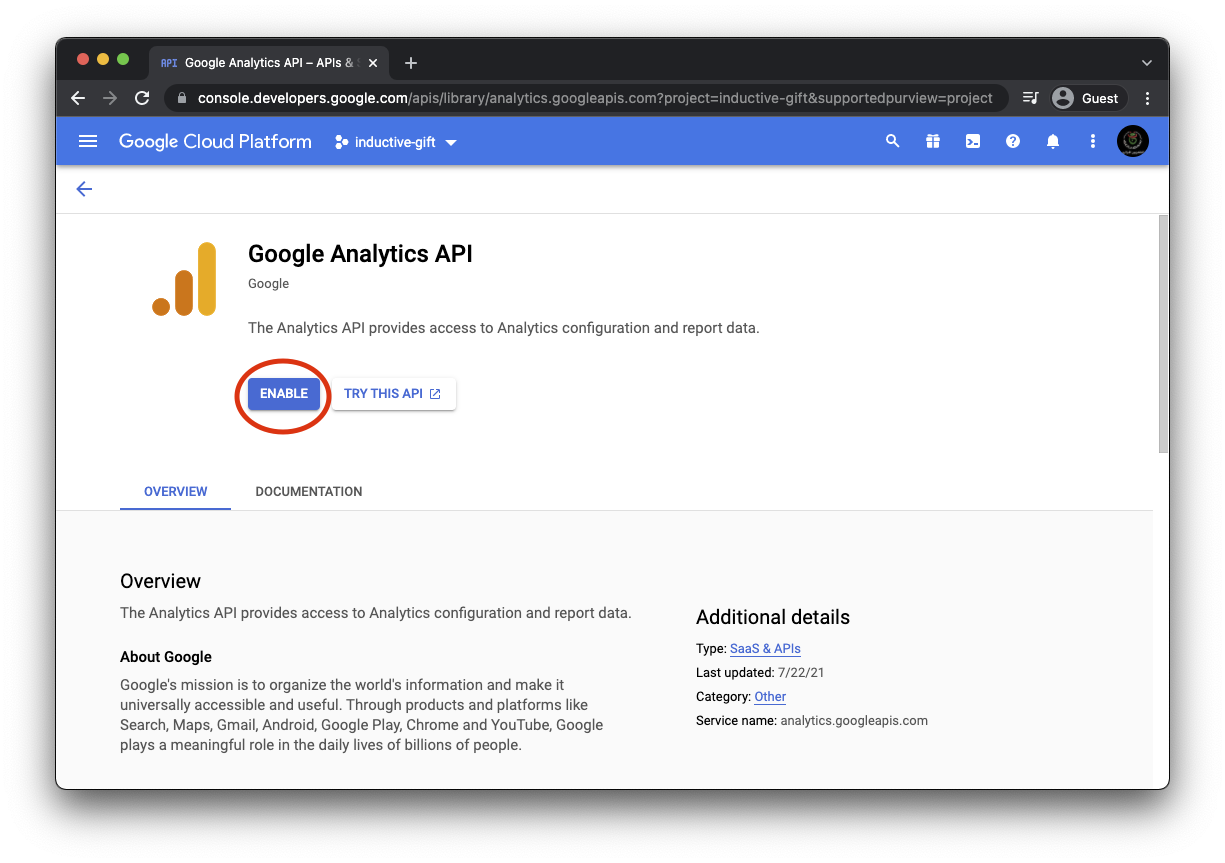 API Google Analytics API – APIs &
console.developers.google.com/apis/library/analytics.googleapis.com?project=inductive-gift&supportedpurview=project
Guest
Google Cloud Platform
inductive-gift
Google Analytics API
Google
The Analytics API provides access to Analytics configuration and report data.
ENABLE
TRY THIS API
OVERVIEW
DOCUMENTATION
Overview
The Analytics API provides access to Analytics configuration and report data.
About Google
Google's mission is to organize the world's information and make it
universally accessible and useful. Through products and platforms like
Search, Maps, Gmail, Android, Google Play, Chrome and YouTube, Google
plays a meaningful role in the daily lives of billions of people.
Additional details
Type: SaaS & APIs
Last updated: 7/22/21
Category: Other
Service name: analytics.googleapis.com